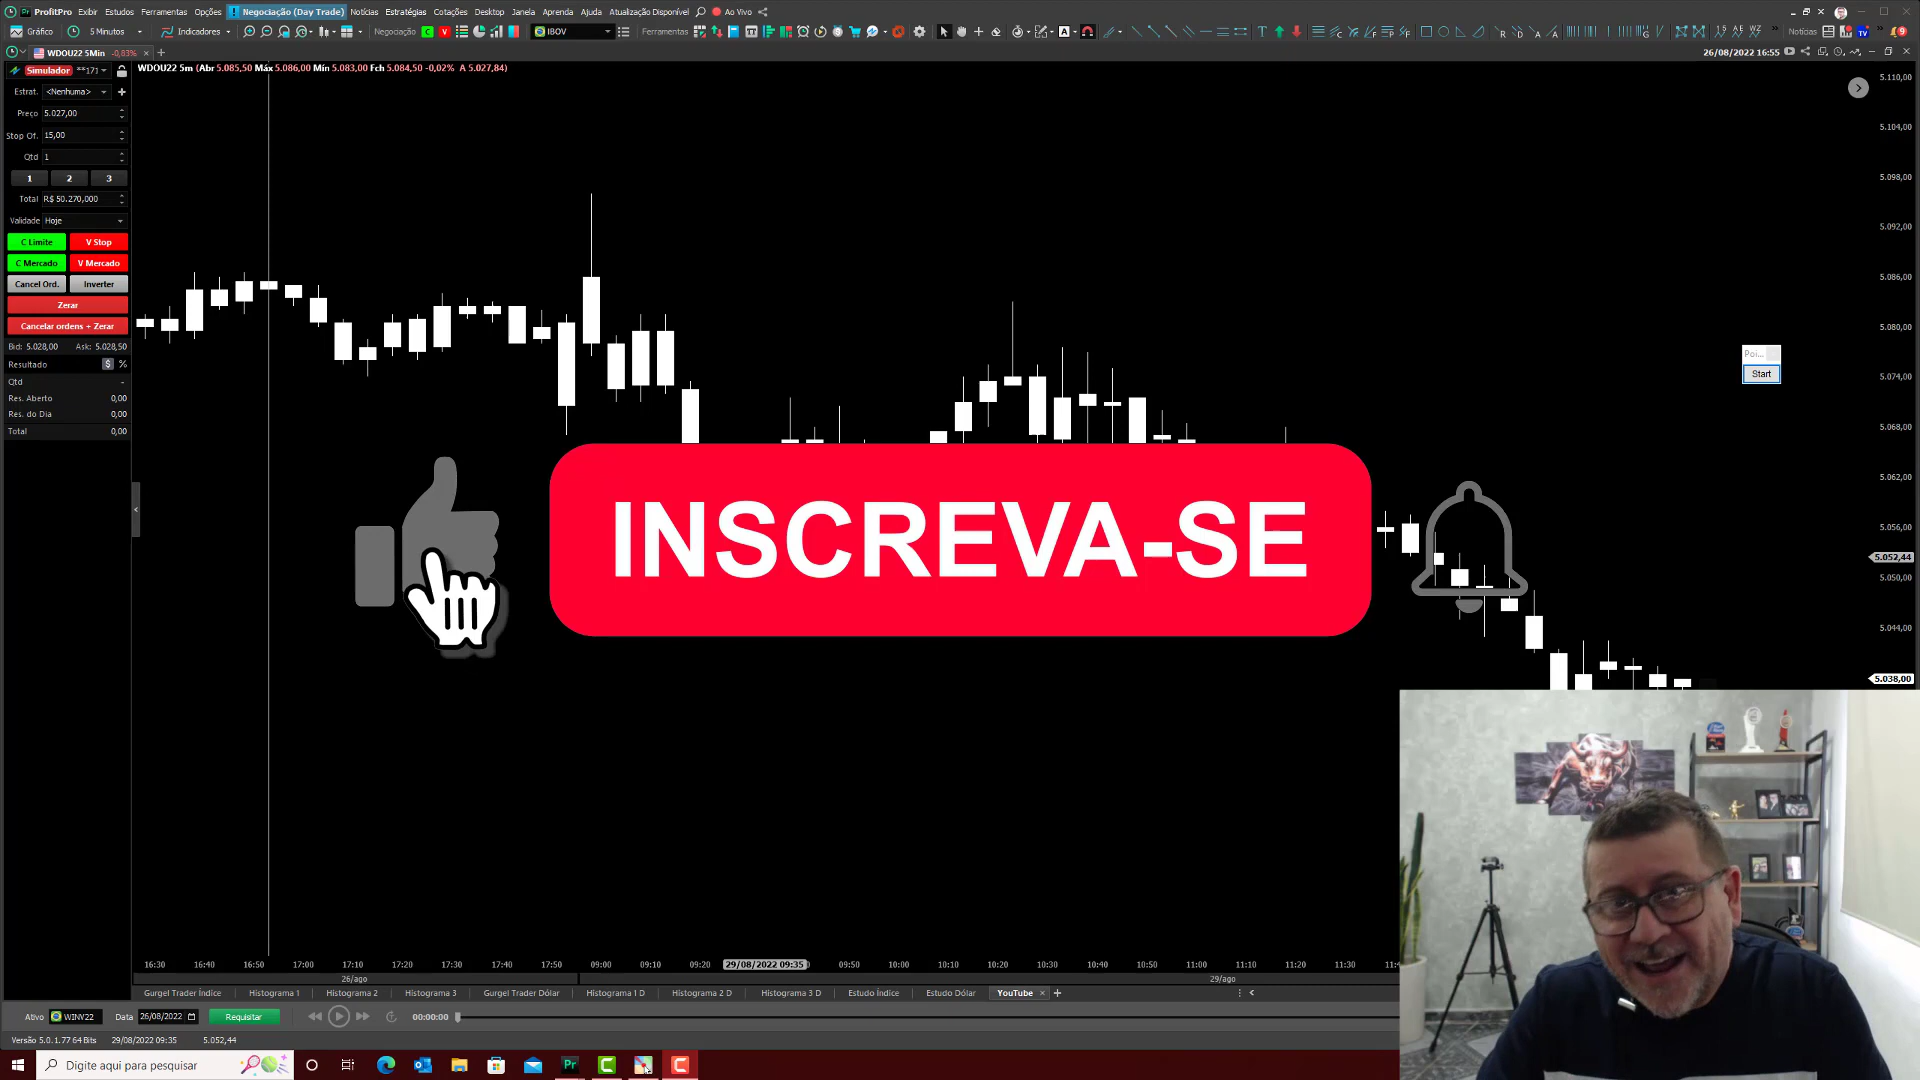 ProfitPro Exibir Estudos Ferramentas Opções ! Negociação (Day Trade) Notícias Estratégias Cotações Desktop Janela Aprenda Ajuda Atualização Disponível Ao Vivo
Gráfico 5 Minutos Indicadores Negociação C V IBOV Ferramentas Notícias 9
WDOU22 5Min -0,83% 26/08/2022 16:55
Simulador **171
WDOU22 5m (Abr 5.085,50 Máx 5.086,00 Mín 5.083,00 Fch 5.084,50 -0,02% A 5.027,84)
Estrat. <Nenhuma>
Preço 5.027,00
Stop Of. 15,00
Qtd 1
1 2 3
Total R$ 50.270,000
Validade Hoje
C Limite V Stop
C Mercado V Mercado
Cancel Ord. Inverter
Zerar
Cancelar ordens + Zerar
Bid: 5.028,00 Ask: 5.028,50
Resultado $ %
Qtd -
Res. Aberto 0,00
Res. do Dia 0,00
Total 0,00
5.110,00
5.104,00
5.098,00
5.092,00
5.086,00
5.080,00
5.074,00
5.068,00
5.062,00
5.056,00
5.052,44
5.050,00
5.044,00
5.038,00
Poi...
Start
INSCREVA-SE
16:30 16:40 16:50 17:00 17:10 17:20 17:30 17:40 17:50 09:00 09:10 09:20 29/08/2022 09:35 09:50 10:00 10:10 10:20 10:30 10:40 10:50 11:00 11:10 11:20 11:30
26/ago 29/ago
Gurgel Trader Índice Histograma 1 Histograma 2 Histograma 3 Gurgel Trader Dólar Histograma 1 D Histograma 2 D Histograma 3 D Estudo Índice Estudo Dólar YouTube
Ativo WINV22 Data 26/08/2022 Requisitar 00:00:00
Versão 5.0.1.77 64 Bits 29/08/2022 09:35 5.052,44
Digite aqui para pesquisar